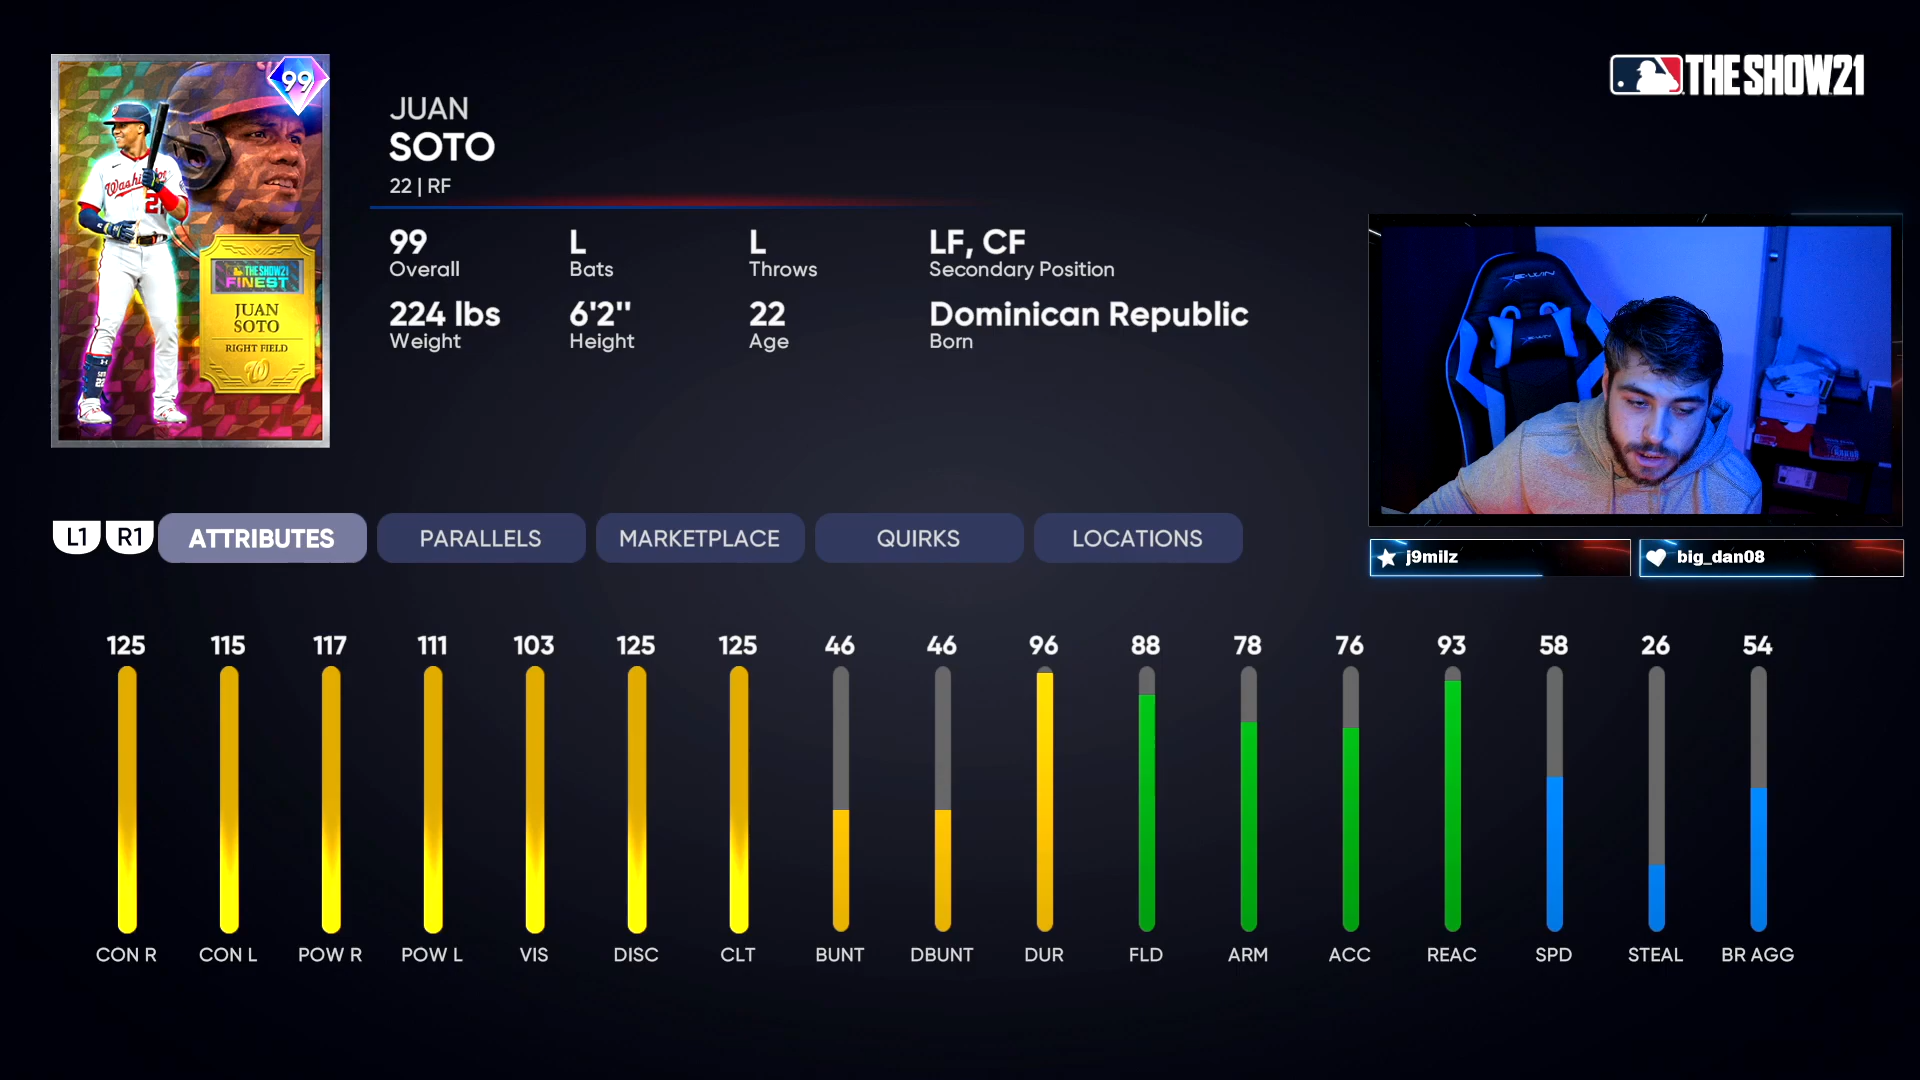 99
THE SHOW 21
FINEST
JUAN
SOTO
RIGHT FIELD
W
Washington
22
JUAN
SOTO
22 | RF
99
Overall
L
Bats
L
Throws
LF, CF
Secondary Position
224 lbs
Weight
6'2''
Height
22
Age
Dominican Republic
Born
THE SHOW 21
E-WIN
E-WIN
j9milz
big_dan08
L1
R1
ATTRIBUTES
PARALLELS
MARKETPLACE
QUIRKS
LOCATIONS
125 115 117 111 103 125 125 46 46 96 88 78 76 93 58 26 54
CON R CON L POW R POW L VIS DISC CLT BUNT DBUNT DUR FLD ARM ACC REAC SPD STEAL BR AGG